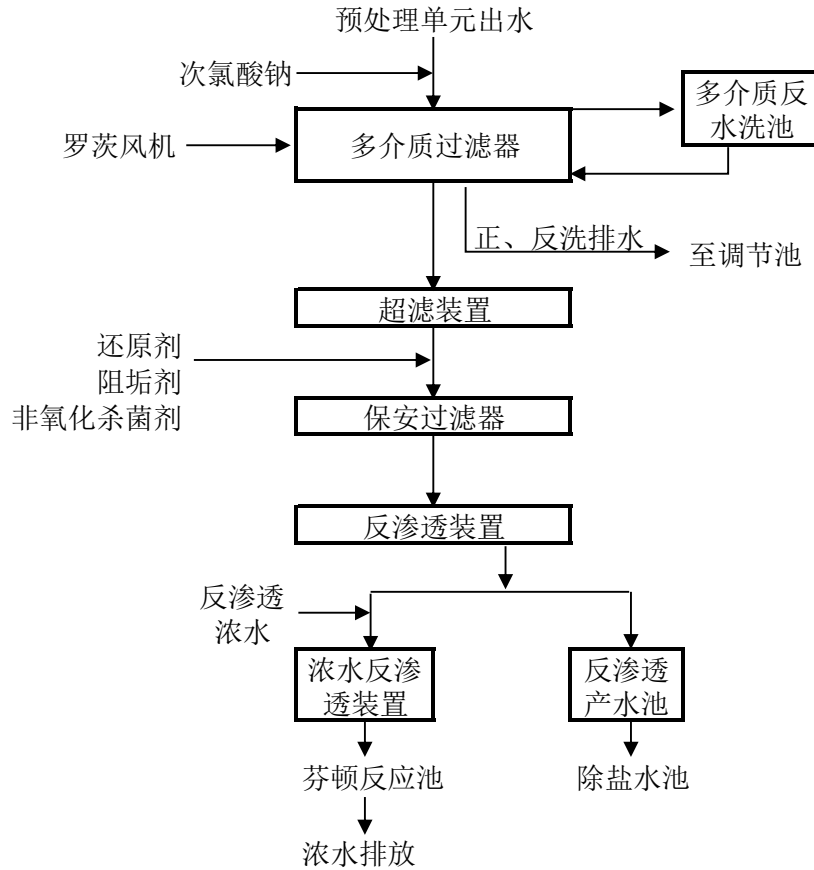 预处理单元出水
次氯酸钠
多介质反
水洗池
罗茨风机
多介质过滤器
正、反洗排水
至调节池
超滤装置
还原剂
阻垢剂
非氧化杀菌剂
保安过滤器
反渗透装置
反渗透
浓水
浓水反渗
透装置
反渗透
产水池
芬顿反应池
除盐水池
浓水排放